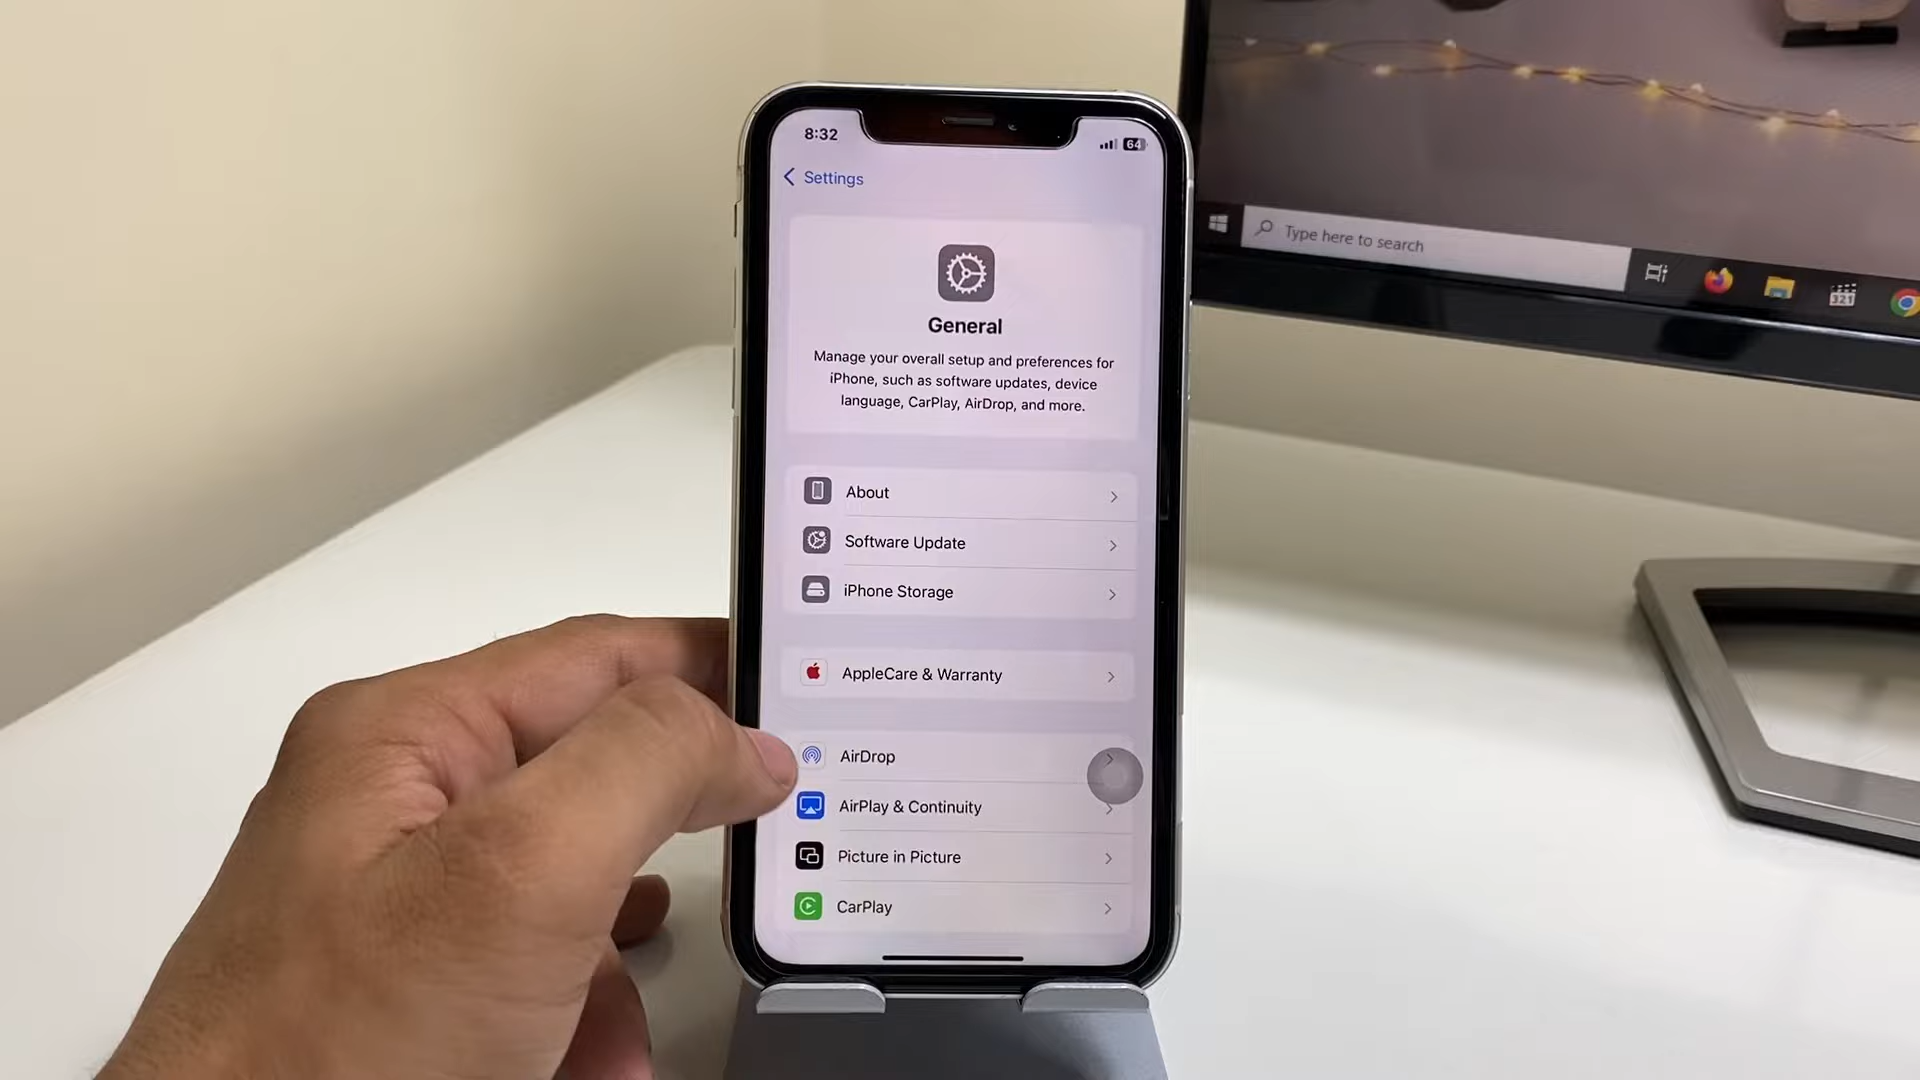 8:32
64
Settings
General
Manage your overall setup and preferences for
iPhone, such as software updates, device
language, CarPlay, AirDrop, and more.
About
Software Update
iPhone Storage
AppleCare & Warranty
AirDrop
AirPlay & Continuity
Picture in Picture
CarPlay
Type here to search
321